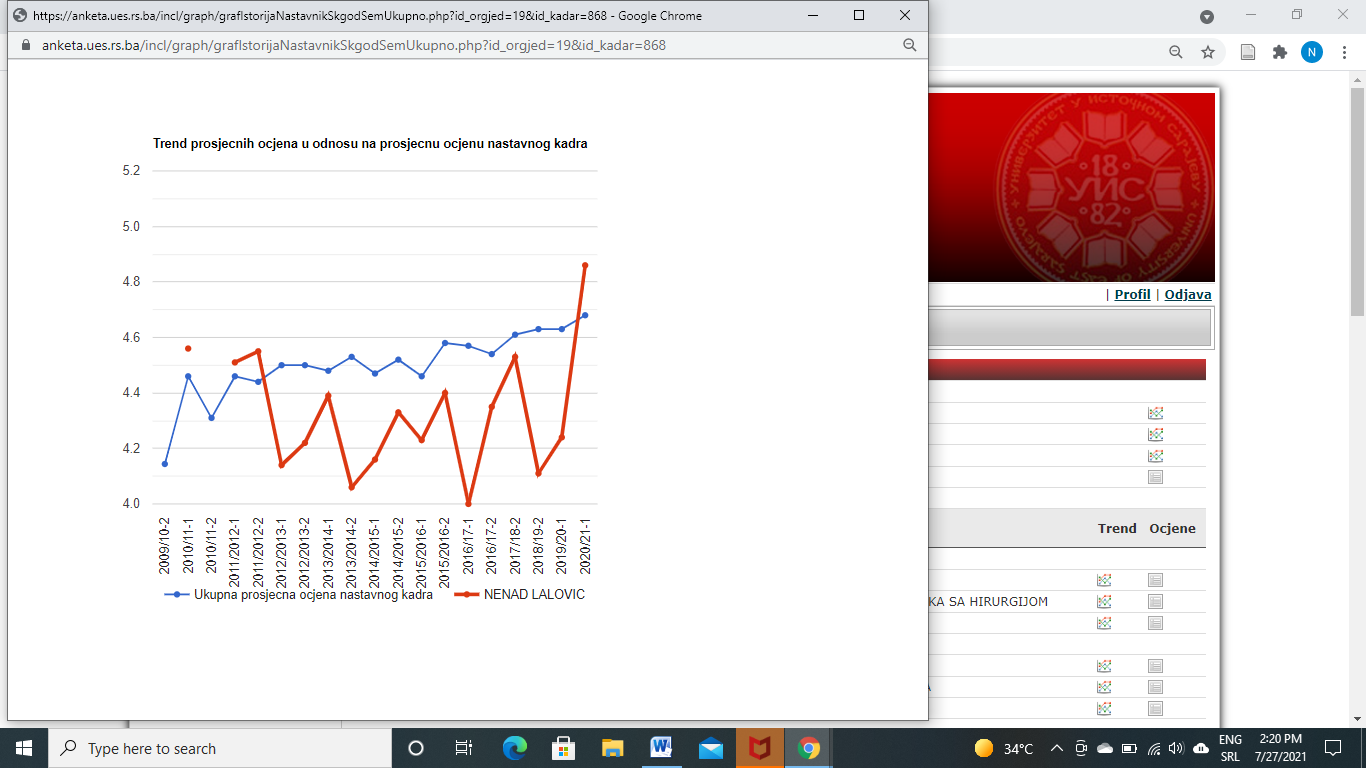 https://anketa.ues.rs.ba/incl/graph/grafIstorijaNastavnikSkgodSemUkupno.php?id_orgjed=19&id_kadar=868 - Google Chrome
anketa.ues.rs.ba/incl/graph/grafIstorijaNastavnikSkgodSemUkupno.php?id_orgjed=19&id_kadar=868
N
Trend prosjecnih ocjena u odnosu na prosjecnu ocjenu nastavnog kadra
5.2
5.0
4.8
4.6
4.4
4.2
4.0
2009/10-2
2010/11-1
2010/11-2
2011/2012-1
2011/2012-2
2012/2013-1
2012/2013-2
2013/2014-1
2013/2014-2
2014/2015-1
2014/2015-2
2015/2016-1
2015/2016-2
2016/17-1
2016/17-2
2017/18-2
2018/19-2
2019/20-1
2020/21-1
Ukupna prosjecna ocjena nastavnog kadra
NENAD LALOVIC
УНИВЕРЗИТЕТ У ИСТОЧНОМ САРАЈЕВУ
UNIVERSITY OF EAST SARAJEVO
18
УИС
82
| Profil | Odjava
Trend Ocjene
KA SA HIRURGIJOM
Type here to search
34°C
ENG
SRL
2:20 PM
7/27/2021